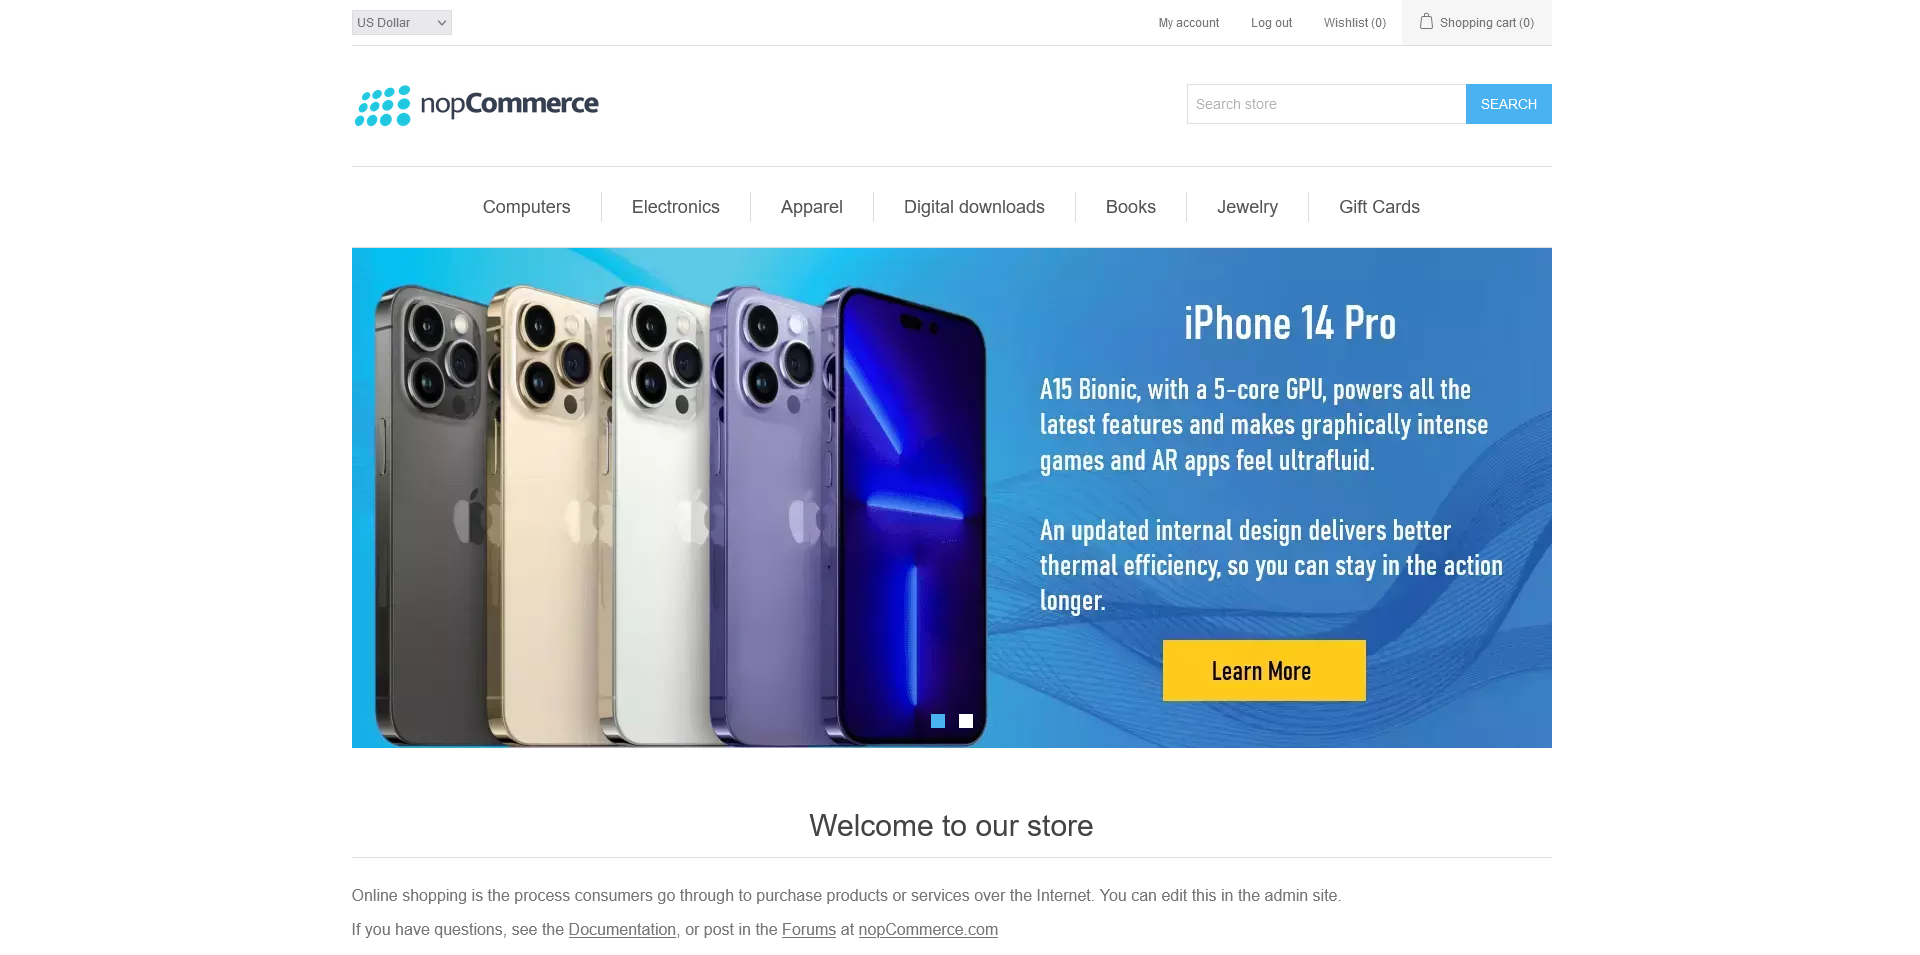 US Dollar
My account
Log out
Wishlist (0)
Shopping cart (0)
nopCommerce
Search store
SEARCH
Computers
Electronics
Apparel
Digital downloads
Books
Jewelry
Gift Cards
iPhone 14 Pro
A15 Bionic, with a 5-core GPU, powers all the
latest features and makes graphically intense
games and AR apps feel ultrafluid.
An updated internal design delivers better
thermal efficiency, so you can stay in the action
longer.
Learn More
Welcome to our store
Online shopping is the process consumers go through to purchase products or services over the Internet. You can edit this in the admin site.
If you have questions, see the Documentation, or post in the Forums at nopCommerce.com